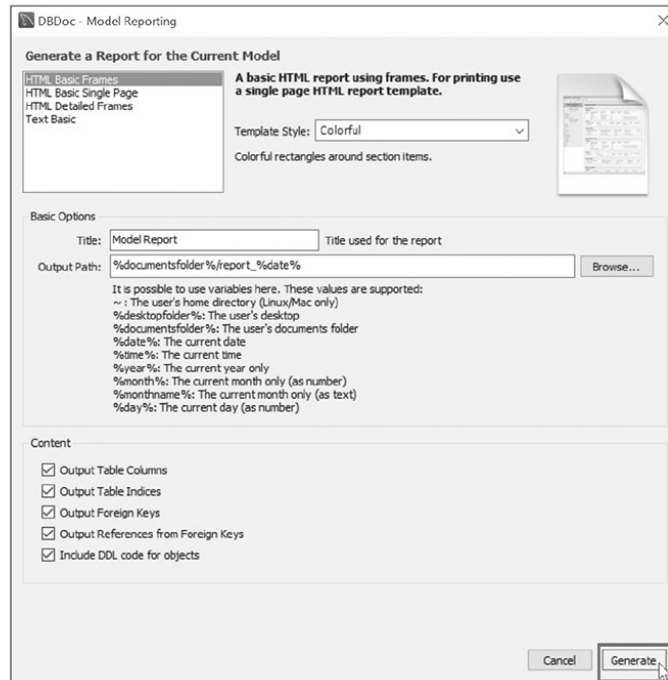 DBDoc - Model Reporting
Generate a Report for the Current Model
HTML Basic Frames
HTML Basic Single Page
HTML Detailed Frames
Text Basic
A basic HTML report using frames. For printing use
a single page HTML report template.
Template Style: Colorful
Colorful rectangles around section items.
Basic Options
Title: Model Report Title used for the report
Output Path: %documentsfolder%/report_%date% Browse...
It is possible to use variables here. These values are supported:
~ : The user's home directory (Linux/Mac only)
%desktopfolder%: The user's desktop
%documentsfolder%: The user's documents folder
%date%: The current date
%time%: The current time
%year%: The current year only
%month%: The current month only (as number)
%monthname%: The current month only (as text)
%day%: The current day (as number)
Content
Output Table Columns
Output Table Indices
Output Foreign Keys
Output References from Foreign Keys
Include DDL code for objects
Cancel Generate